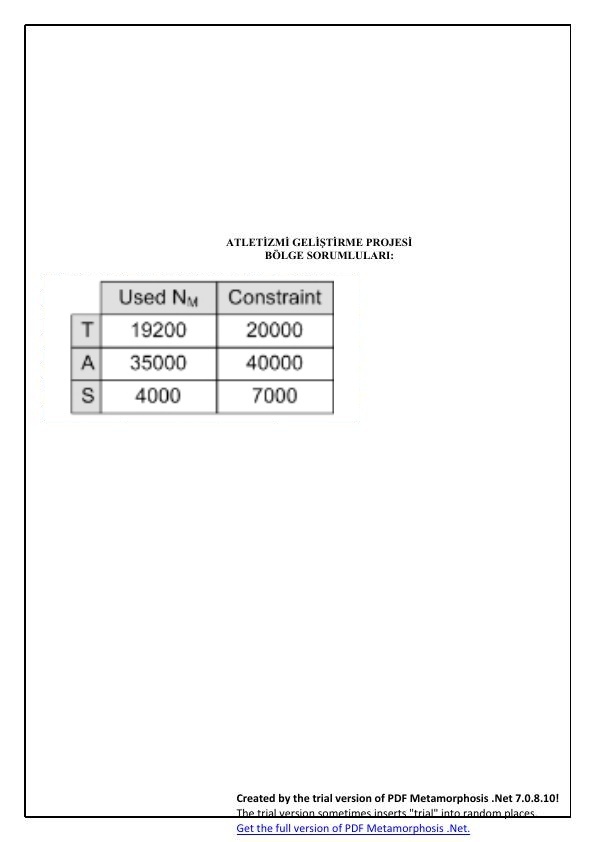 ATLETİZMİ GELİŞTİRME PROJESİ
BÖLGE SORUMLULARI:
Used NM Constraint
T 19200 20000
A 35000 40000
S 4000 7000
Created by the trial version of PDF Metamorphosis .Net 7.0.8.10!
The trial version sometimes inserts "trial" into random places.
Get the full version of PDF Metamorphosis .Net.